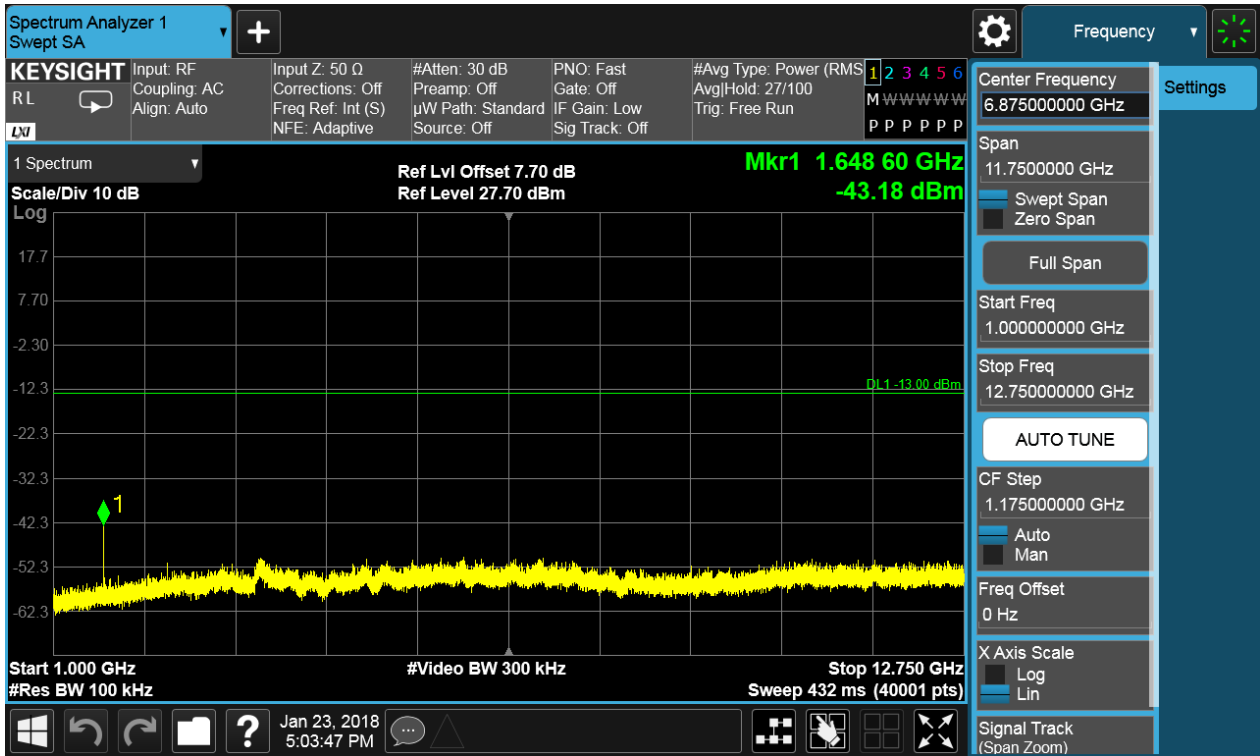 Spectrum Analyzer 1
Swept SA
+
Frequency
KEYSIGHT
RL
LXI
Input: RF
Coupling: AC
Align: Auto
Input Z: 50 Ω
Corrections: Off
Freq Ref: Int (S)
NFE: Adaptive
#Atten: 30 dB
Preamp: Off
µW Path: Standard
Source: Off
PNO: Fast
Gate: Off
IF Gain: Low
Sig Track: Off
#Avg Type: Power (RMS
Avg|Hold: 27/100
Trig: Free Run
1 2 3 4 5 6
M W W W W W
P P P P P P
1 Spectrum
Scale/Div 10 dB
Log
Ref Lvl Offset 7.70 dB
Ref Level 27.70 dBm
Mkr1 1.648 60 GHz
-43.18 dBm
17.7
7.70
-2.30
-12.3
DL1 -13.00 dBm
-22.3
-32.3
1
-42.3
-52.3
-62.3
Start 1.000 GHz
#Video BW 300 kHz
Stop 12.750 GHz
#Res BW 100 kHz
Sweep 432 ms (40001 pts)
?
Jan 23, 2018
5:03:47 PM
Center Frequency
6.875000000 GHz
Settings
Span
11.7500000 GHz
Swept Span
Zero Span
Full Span
Start Freq
1.000000000 GHz
Stop Freq
12.750000000 GHz
AUTO TUNE
CF Step
1.175000000 GHz
Auto
Man
Freq Offset
0 Hz
X Axis Scale
Log
Lin
Signal Track
(Span Zoom)